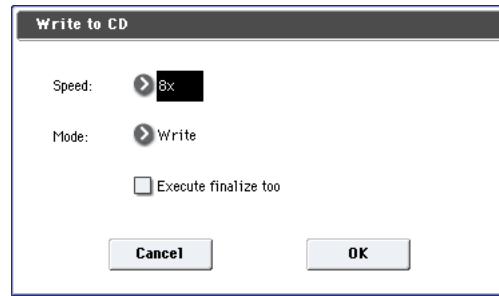 Write to CD
Speed: 8x
Mode: Write
Execute finalize too
Cancel OK